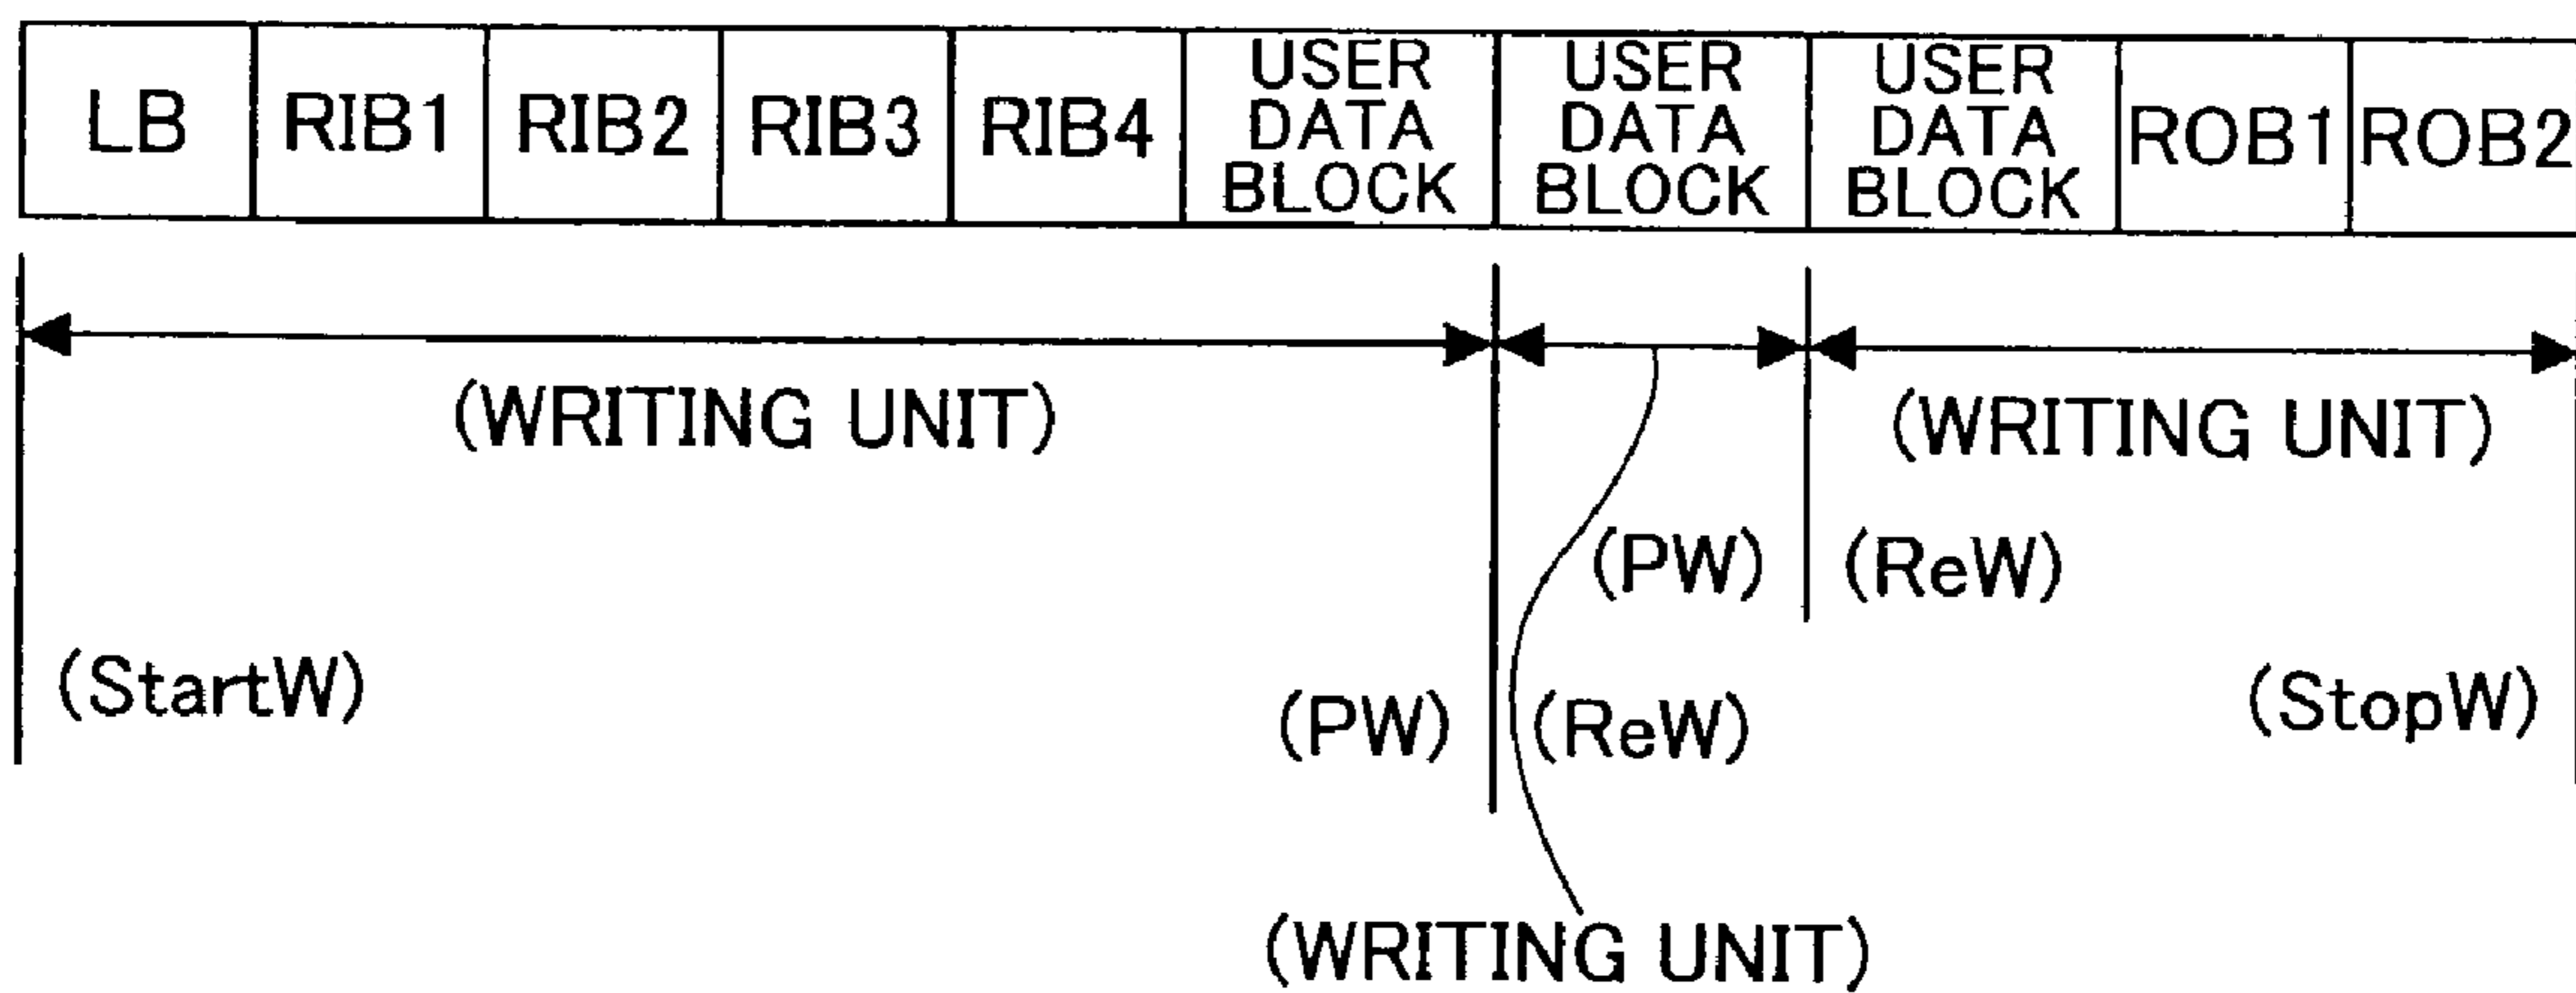 LB RIB1 RIB2 RIB3 RIB4 USER DATA BLOCK USER DATA BLOCK USER DATA BLOCK ROB1 ROB2
(WRITING UNIT) (WRITING UNIT)
(PW) (ReW)
(StartW) (PW) (ReW) (StopW)
(WRITING UNIT)